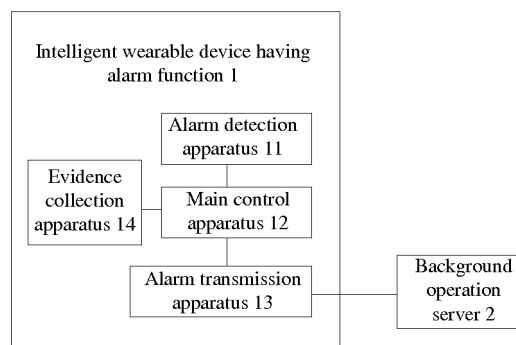 Intelligent wearable device having
alarm function 1
Alarm detection
apparatus 11
Evidence
collection
apparatus 14
Main control
apparatus 12
Alarm transmission
apparatus 13
Background
operation
server 2